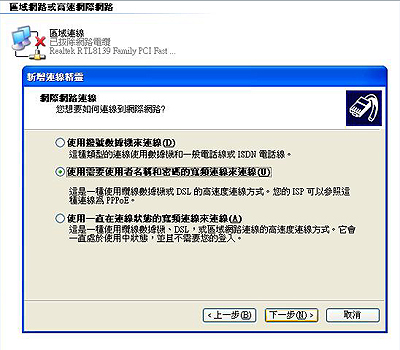 區域網路或高速網際網路
區域連線
已拔除網路電纜
Realtek RTL8139 Family PCI Fast ...
新增連線精靈
網際網路連線
您想要如何連線到網際網路?
使用撥號數據機來連線(D)
這種類型的連線使用數據機和一般電話線或 ISDN 電話線。
使用需要使用者名稱和密碼的寬頻連線來連線(U)
這是一種使用纜線數據機或 DSL 的高速度連線方式。您的 ISP 可以參照這
種連線為 PPPoE。
使用一直在連線狀態的寬頻連線來連線(A)
這是一種使用纜線數據機、DSL，或區域網路連線的高速度連線方式。它會
一直處於使用中狀態，並且不需要您的登入。
<上一步(B)
下一步(N)>
取消